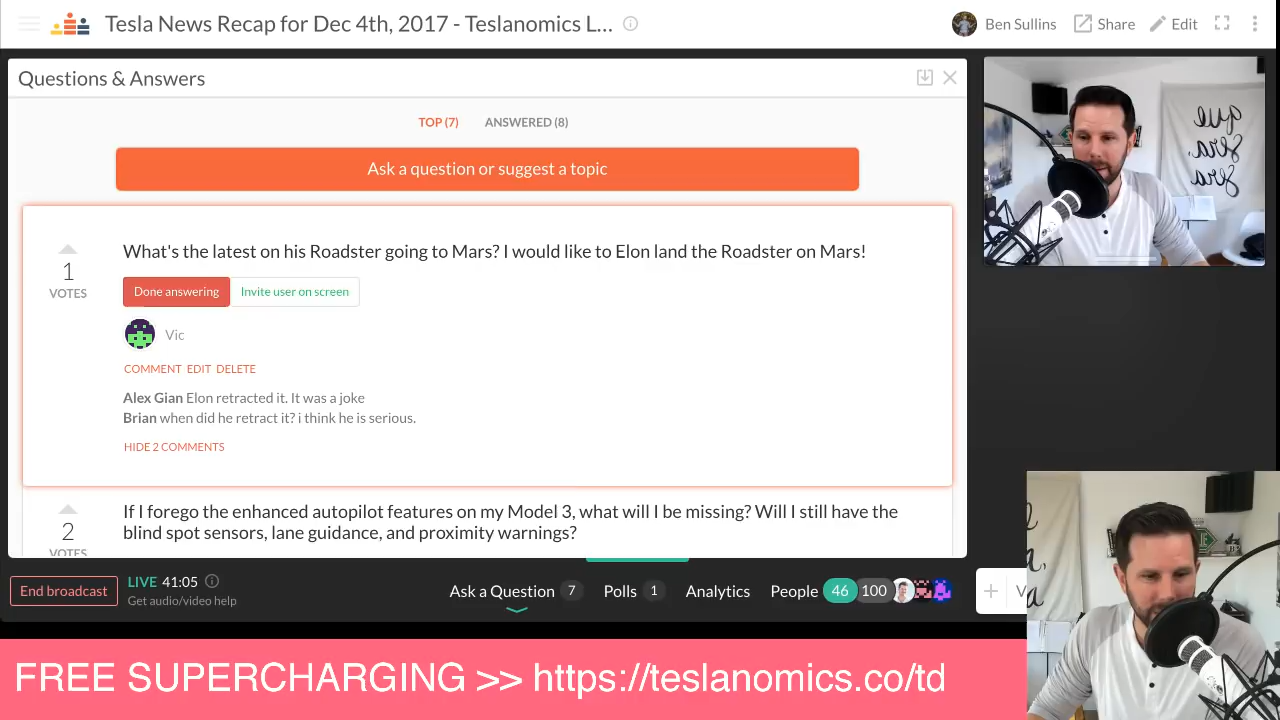 Tesla News Recap for Dec 4th, 2017 - Teslanomics L...
Ben Sullins
Share
Edit
Questions & Answers
TOP (7)
ANSWERED (8)
Ask a question or suggest a topic
1
VOTES
What's the latest on his Roadster going to Mars? I would like to Elon land the Roadster on Mars!
Done answering
Invite user on screen
Vic
COMMENT EDIT DELETE
Alex Gian Elon retracted it. It was a joke
Brian when did he retract it? i think he is serious.
HIDE 2 COMMENTS
2
VOTES
If I forego the enhanced autopilot features on my Model 3, what will I be missing? Will I still have the
blind spot sensors, lane guidance, and proximity warnings?
que
sera,
sera
End broadcast
LIVE 41:05
Get audio/video help
Ask a Question 7
Polls 1
Analytics
People 46 100
FREE SUPERCHARGING >> https://teslanomics.co/td